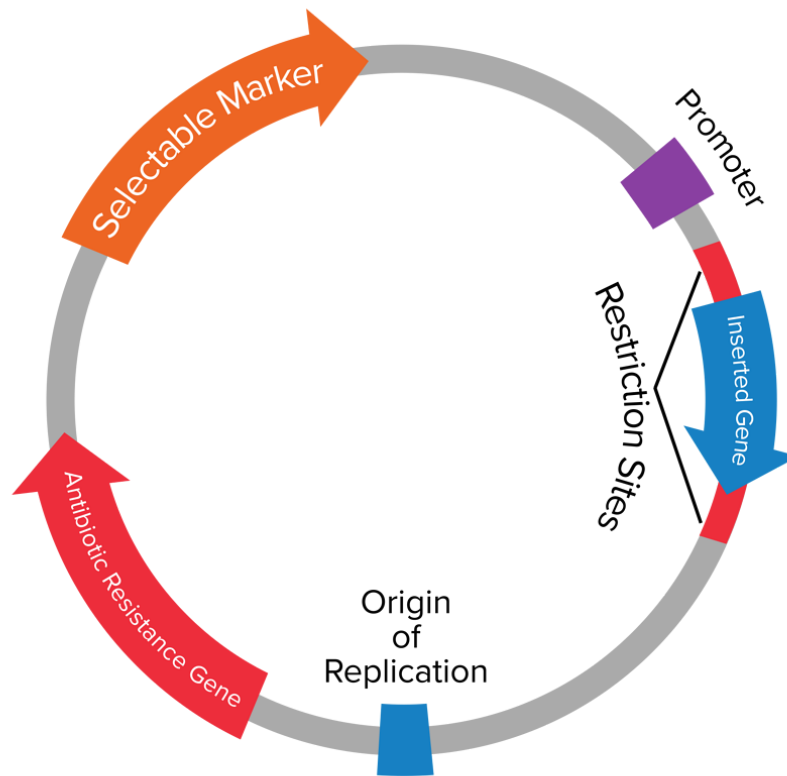 Selectable Marker
Promoter
Restriction Sites
Inserted Gene
Antibiotic Resistance Gene
Origin
of
Replication